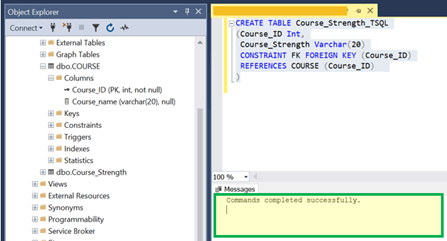 Object Explorer
Connect
External Tables
Graph Tables
dbo.COURSE
Columns
Course_ID (PK, int, not null)
Course_name (varchar(20), null)
Keys
Constraints
Triggers
Indexes
Statistics
dbo.Course_Strength
Views
External Resources
Synonyms
Programmability
Service Broker
CREATE TABLE Course_Strength_TSQL
(Course_ID Int,
Course_Strength Varchar(20)
CONSTRAINT FK FOREIGN KEY (Course_ID)
REFERENCES COURSE (Course_ID)
)
100 %
Messages
Commands completed successfully.